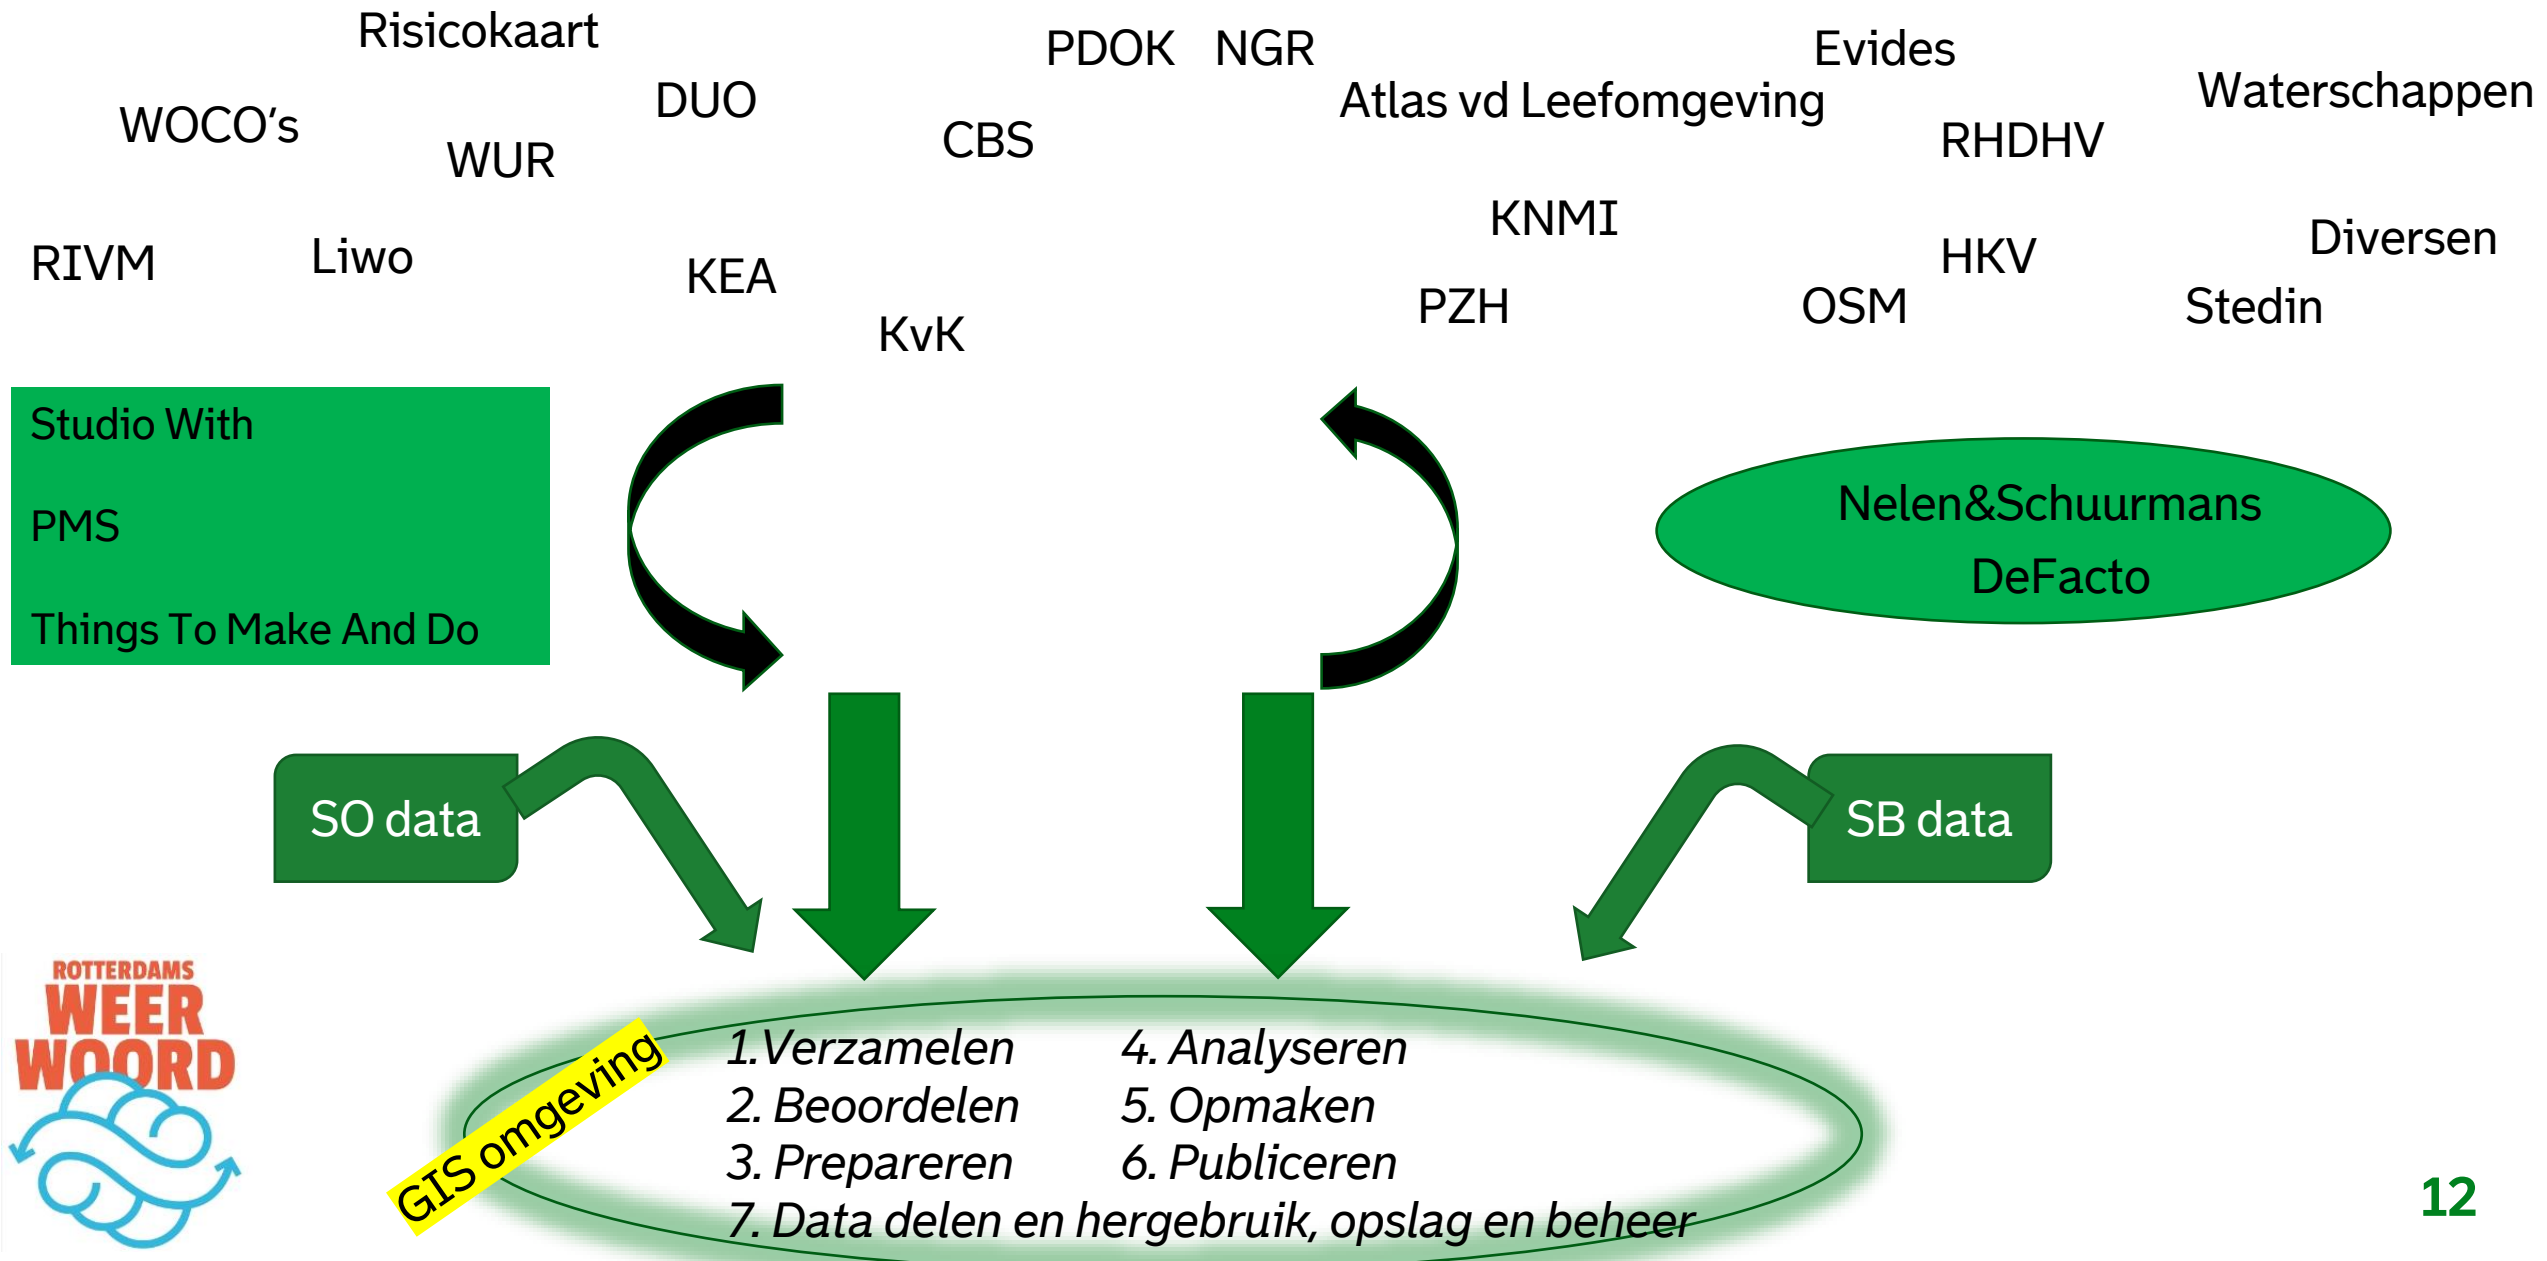 Risicokaart
PDOK
NGR
Evides
WOCO's
DUO
Atlas vd Leefomgeving
Waterschappen
WUR
CBS
RHDHV
KNMI
RIVM
Liwo
KEA
HKV
Diversen
KvK
PZH
OSM
Stedin
Studio With
PMS
Things To Make And Do
Nelen&Schuurmans
DeFacto
SO data
SB data
ROTTERDAMS
WEER
WOORD
GIS omgeving
1.Verzamelen
2. Beoordelen
3. Prepareren
4. Analyseren
5. Opmaken
6. Publiceren
7. Data delen en hergebruik, opslag en beheer
12